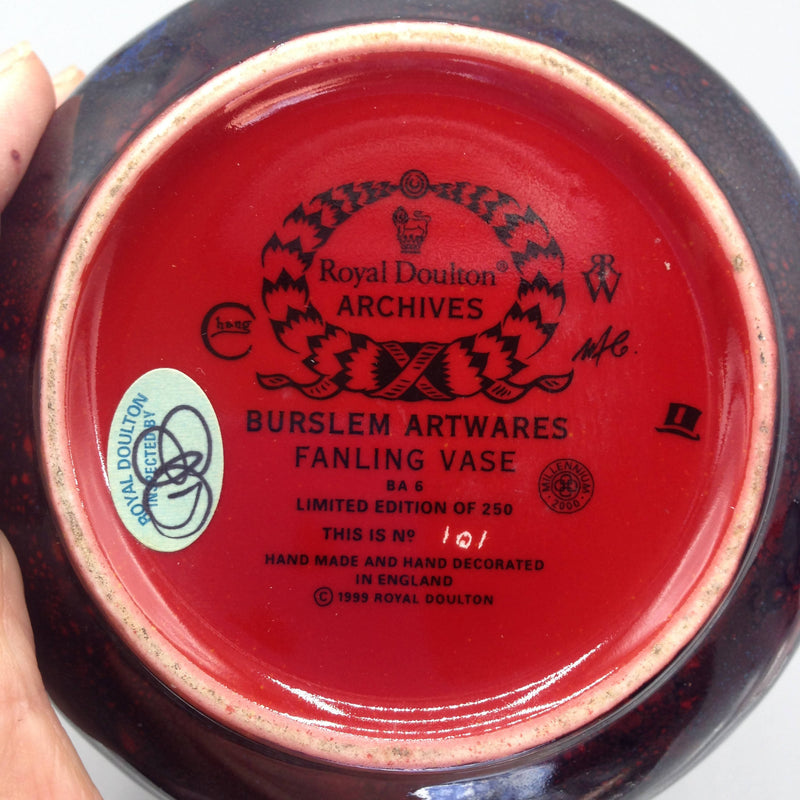 Royal Doulton®
ARCHIVES
Chang
BURSLEM ARTWARES
FANLING VASE
BA 6
LIMITED EDITION OF 250
THIS IS Nº 101
HAND MADE AND HAND DECORATED
IN ENGLAND
© 1999 ROYAL DOULTON
MILLENNIUM
2000
ROYAL DOULTON
INSPECTED BY